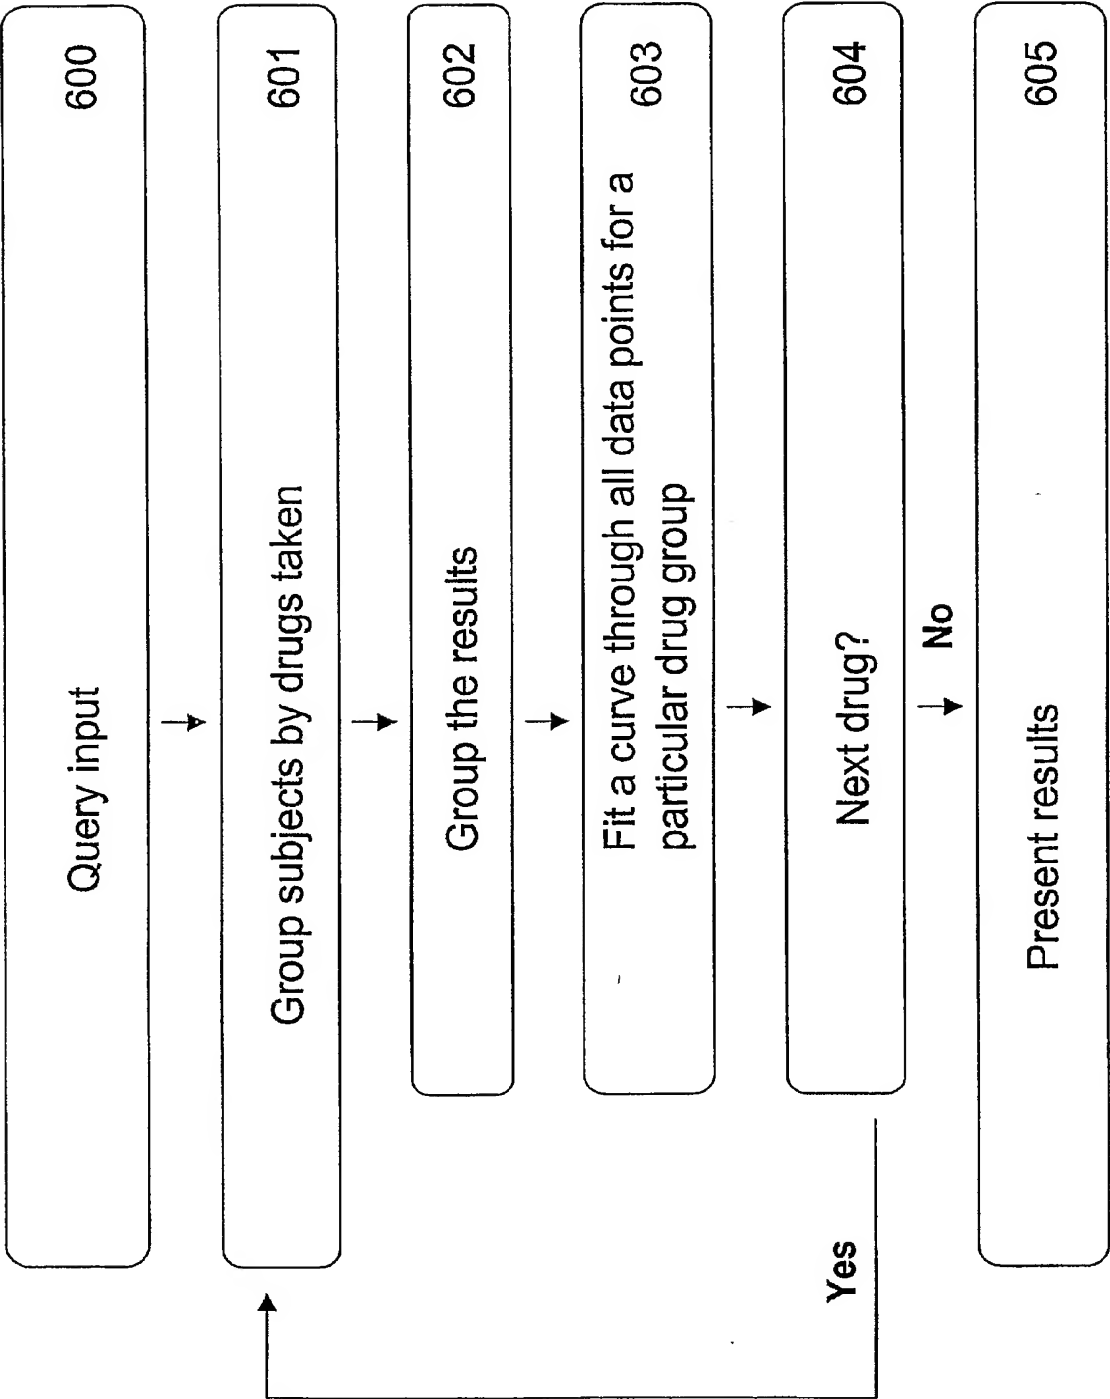 Query input 600
Group subjects by drugs taken 601
Group the results 602
Fit a curve through all data points for a 603
particular drug group
Next drug? 604
Yes
No
Present results 605